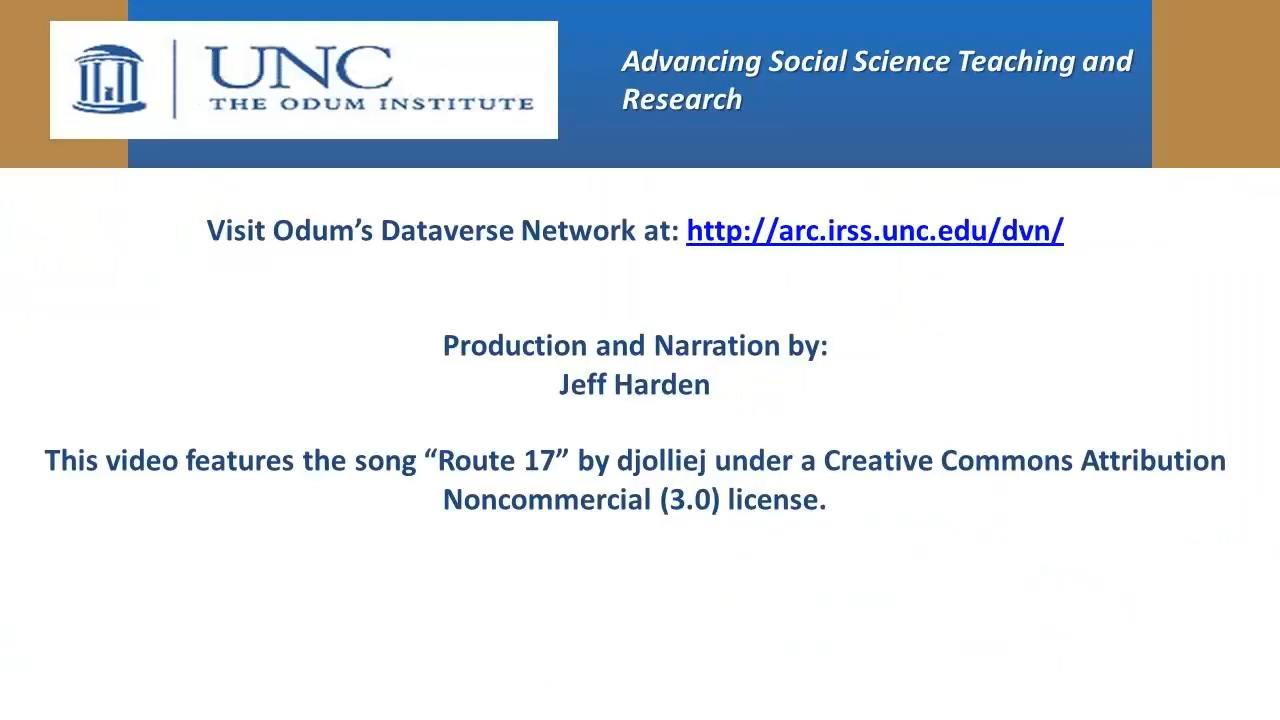 UNC
THE ODUM INSTITUTE
Advancing Social Science Teaching and
Research
Visit Odum’s Dataverse Network at: http://arc.irss.unc.edu/dvn/
Production and Narration by:
Jeff Harden
This video features the song “Route 17” by djolliej under a Creative Commons Attribution
Noncommercial (3.0) license.